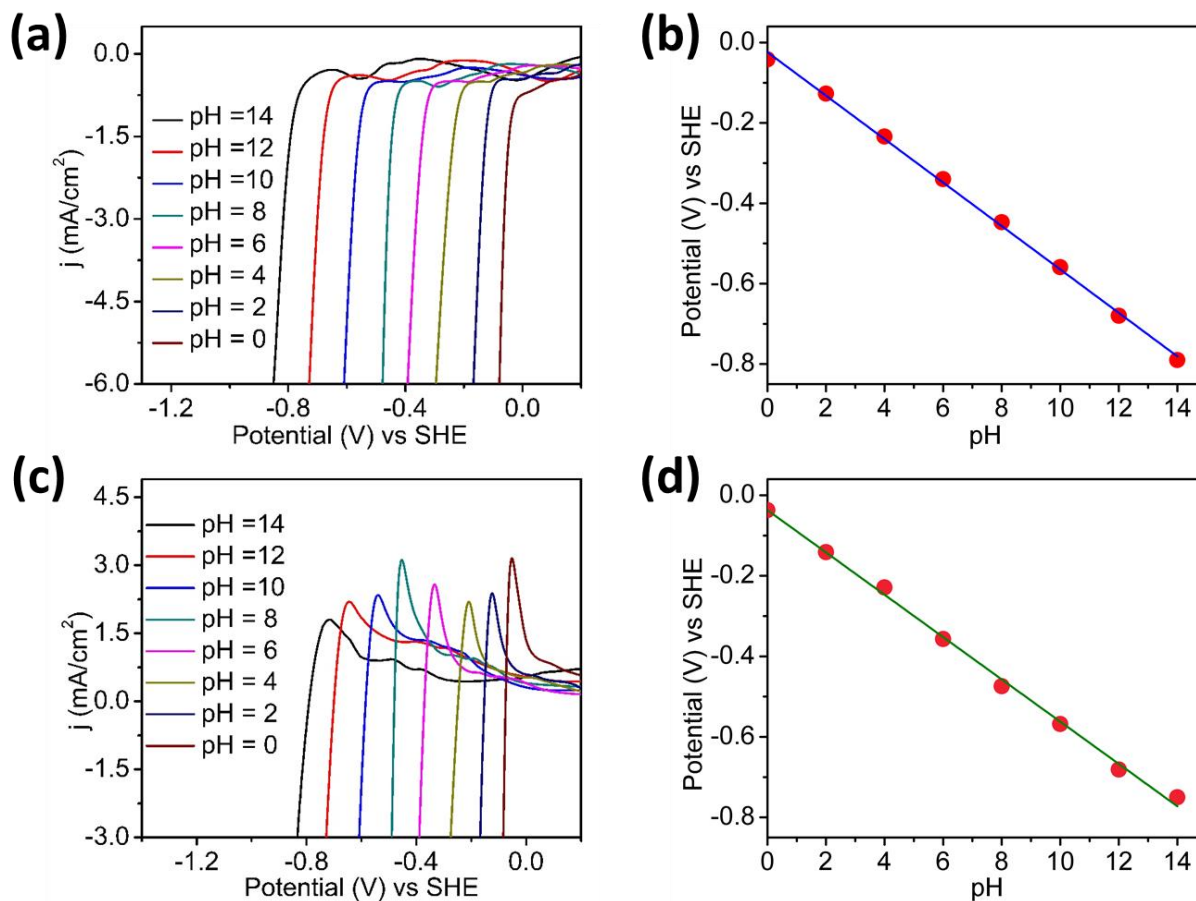 (a)
0.0
-1.5
-3.0
-4.5
-6.0
j (mA/cm²)
pH =14
pH =12
pH =10
pH = 8
pH = 6
pH = 4
pH = 2
pH = 0
-1.2 -0.8 -0.4 0.0
Potential (V) vs SHE
(b)
0.0
-0.2
-0.4
-0.6
-0.8
Potential (V) vs SHE
0 2 4 6 8 10 12 14
pH
(c)
4.5
3.0
1.5
0.0
-1.5
-3.0
j (mA/cm²)
pH =14
pH =12
pH =10
pH = 8
pH = 6
pH = 4
pH = 2
pH = 0
-1.2 -0.8 -0.4 0.0
Potential (V) vs SHE
(d)
0.0
-0.2
-0.4
-0.6
-0.8
Potential (V) vs SHE
0 2 4 6 8 10 12 14
pH